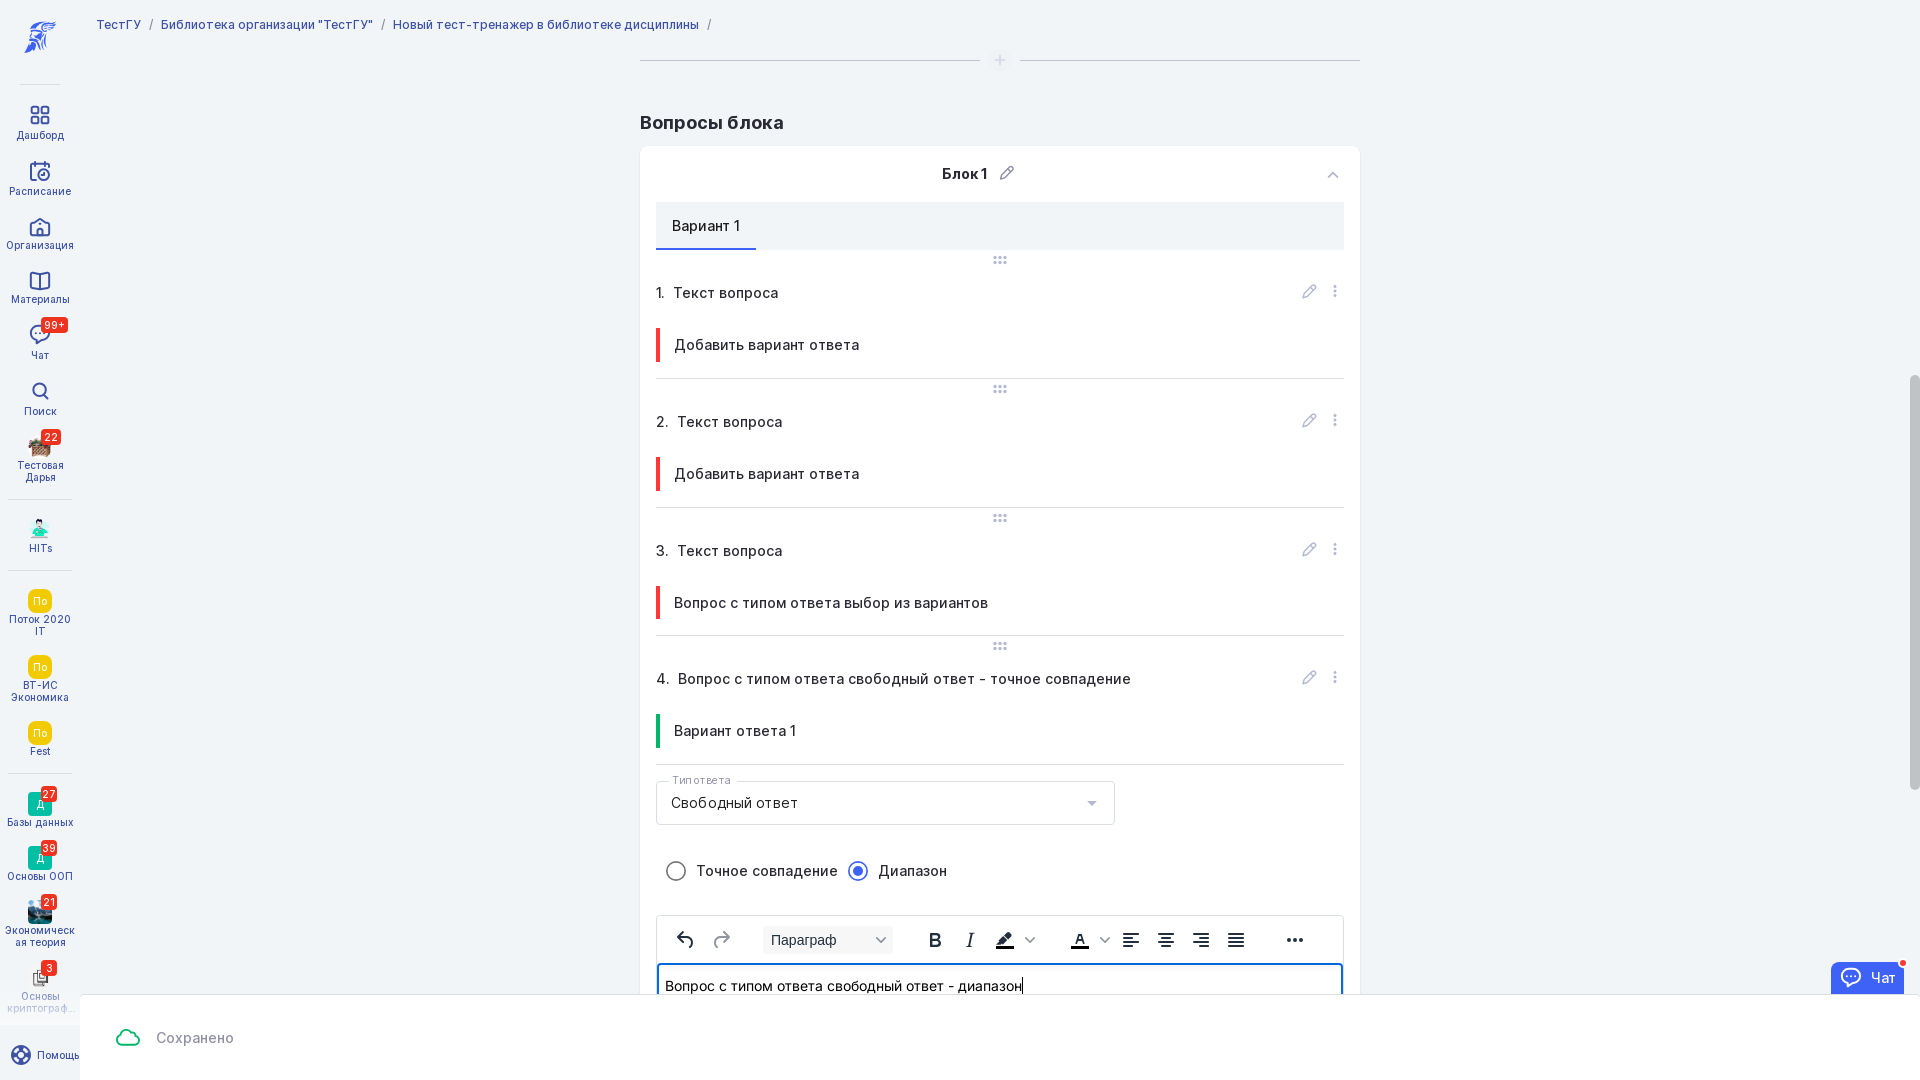 ТестГУ / Библиотека организации "ТестГУ" / Новый тест-тренажер в библиотеке дисциплины /
Дашборд
Расписание
Организация
Материалы
99+
Чат
Поиск
22
Тестовая
Дарья
HITs
По
Поток 2020
IT
По
ВТ-ИС
Экономика
По
Fest
27
Д
Базы данных
39
Д
Основы ООП
21
Экономическ
ая теория
3
Основы
криптограф...
Помощь
Вопросы блока
Блок 1
Вариант 1
1. Текст вопроса
Добавить вариант ответа
2. Текст вопроса
Добавить вариант ответа
3. Текст вопроса
Вопрос с типом ответа выбор из вариантов
4. Вопрос с типом ответа свободный ответ - точное совпадение
Вариант ответа 1
Тип ответа
Свободный ответ
Точное совпадение Диапазон
Параграф
Вопрос с типом ответа свободный ответ - диапазон
Чат
Сохранено